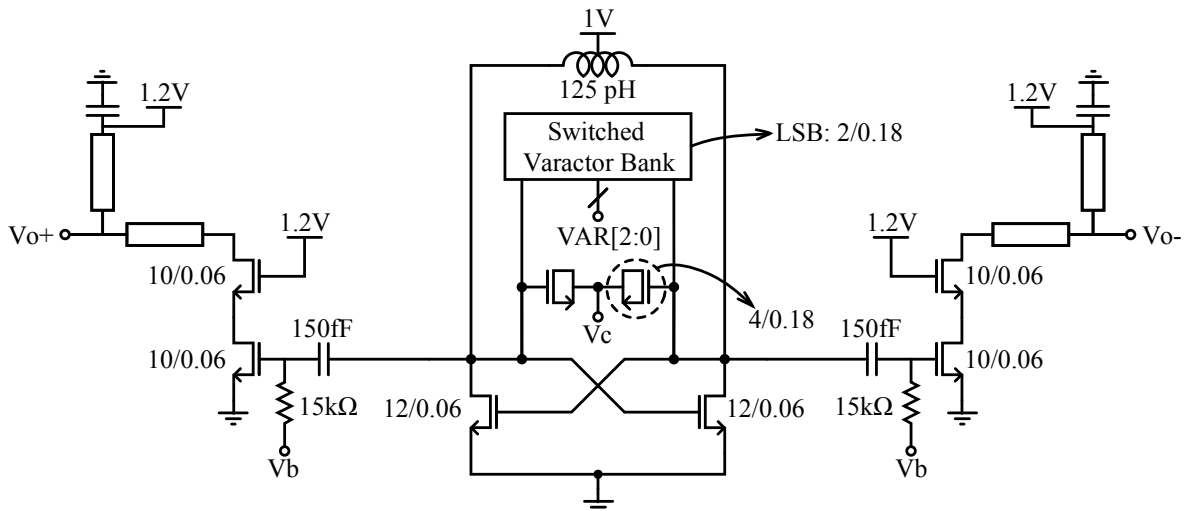 1V
125 pH
1.2V
1.2V
Switched
Varactor Bank
LSB: 2/0.18
VAR[2:0]
Vo+
1.2V
1.2V
Vo-
10/0.06
10/0.06
Vc
4/0.18
150fF
150fF
10/0.06
10/0.06
15kΩ
12/0.06
12/0.06
15kΩ
Vb
Vb